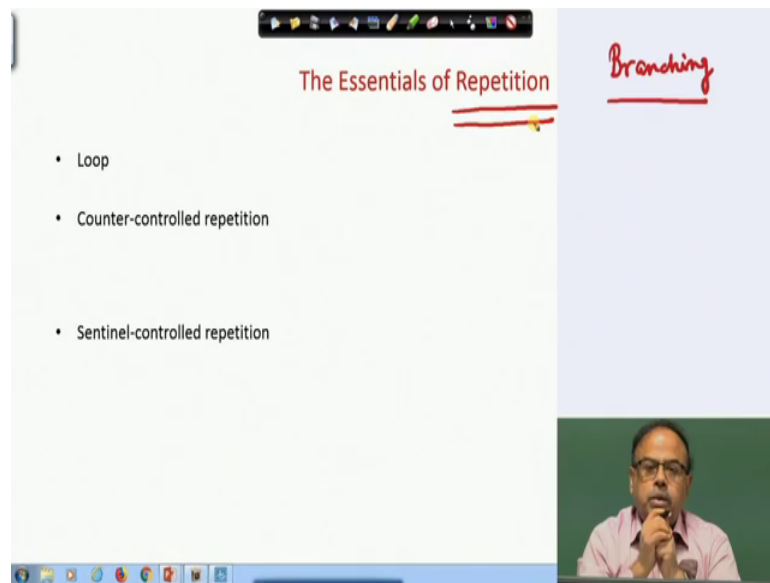 The Essentials of Repetition
Branching
• Loop
• Counter-controlled repetition
• Sentinel-controlled repetition